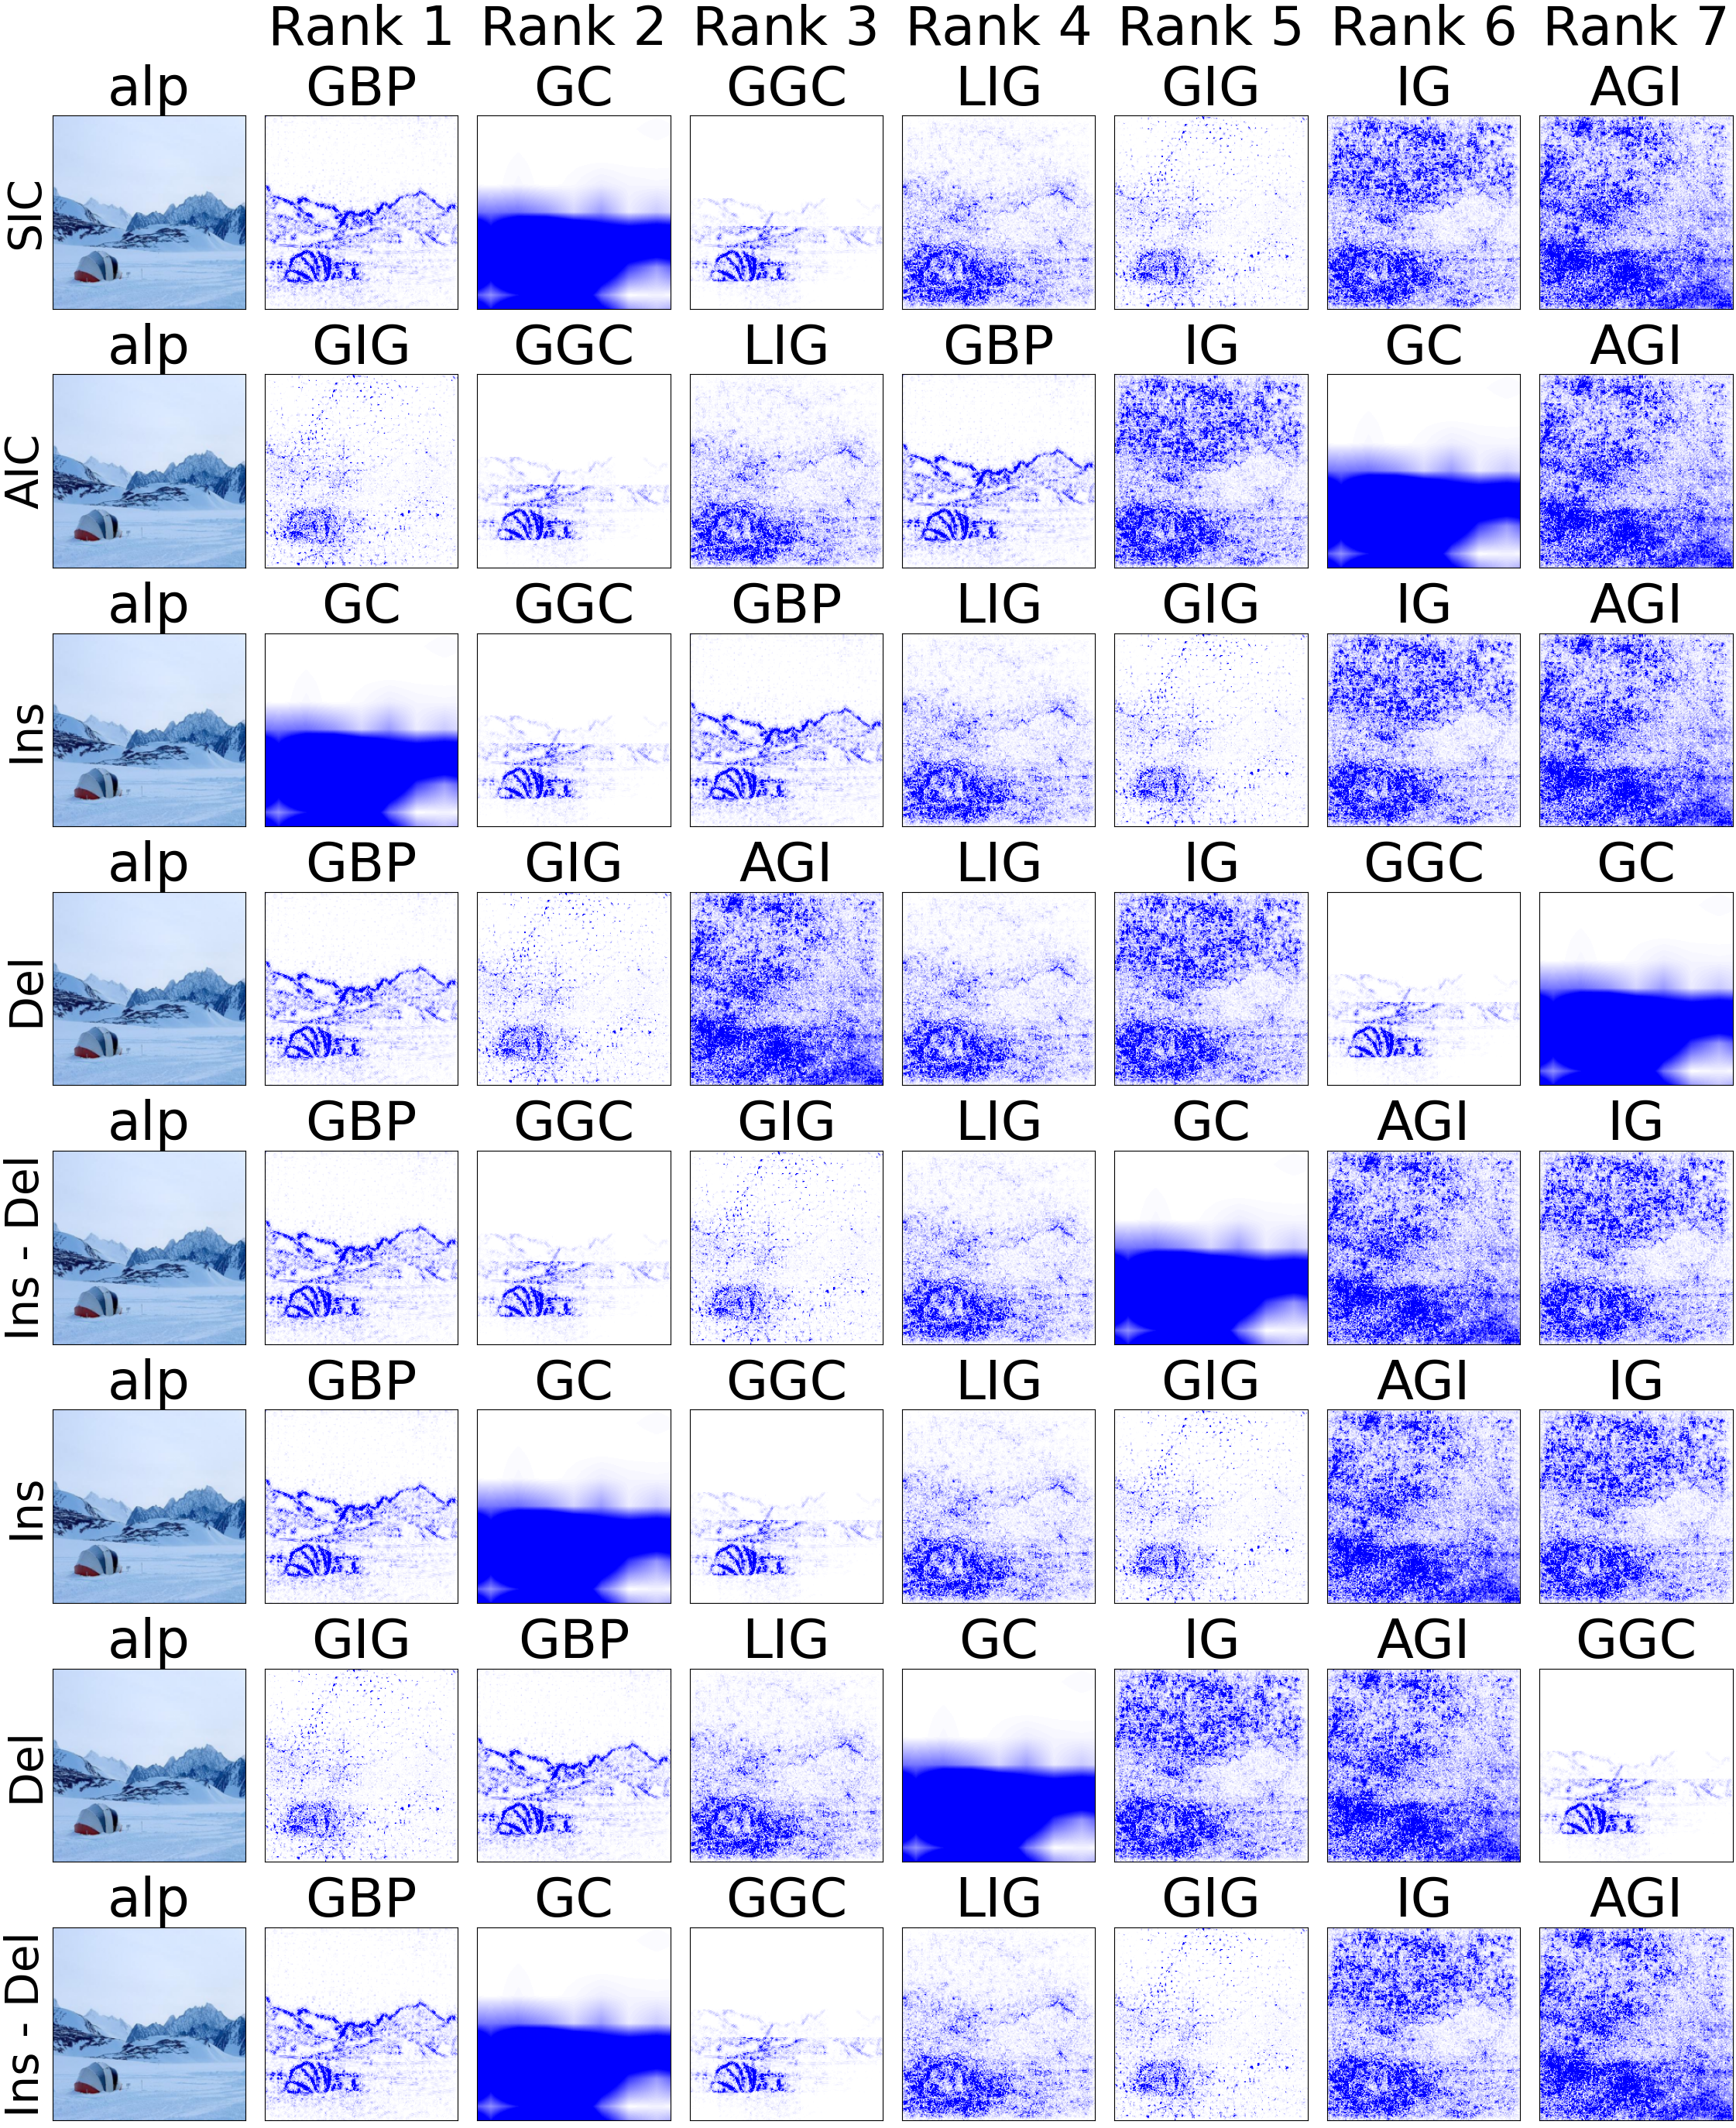 Rank 1 Rank 2 Rank 3 Rank 4 Rank 5 Rank 6 Rank 7
alp GBP GC GGC LIG GIG IG AGI
SIC
alp GIG GGC LIG GBP IG GC AGI
AIC
alp GC GGC GBP LIG GIG IG AGI
Ins
alp GBP GIG AGI LIG IG GGC GC
Del
alp GBP GGC GIG LIG GC AGI IG
Ins - Del
alp GBP GC GGC LIG GIG AGI IG
Ins
alp GIG GBP LIG GC IG AGI GGC
Del
alp GBP GC GGC LIG GIG IG AGI
Ins - Del